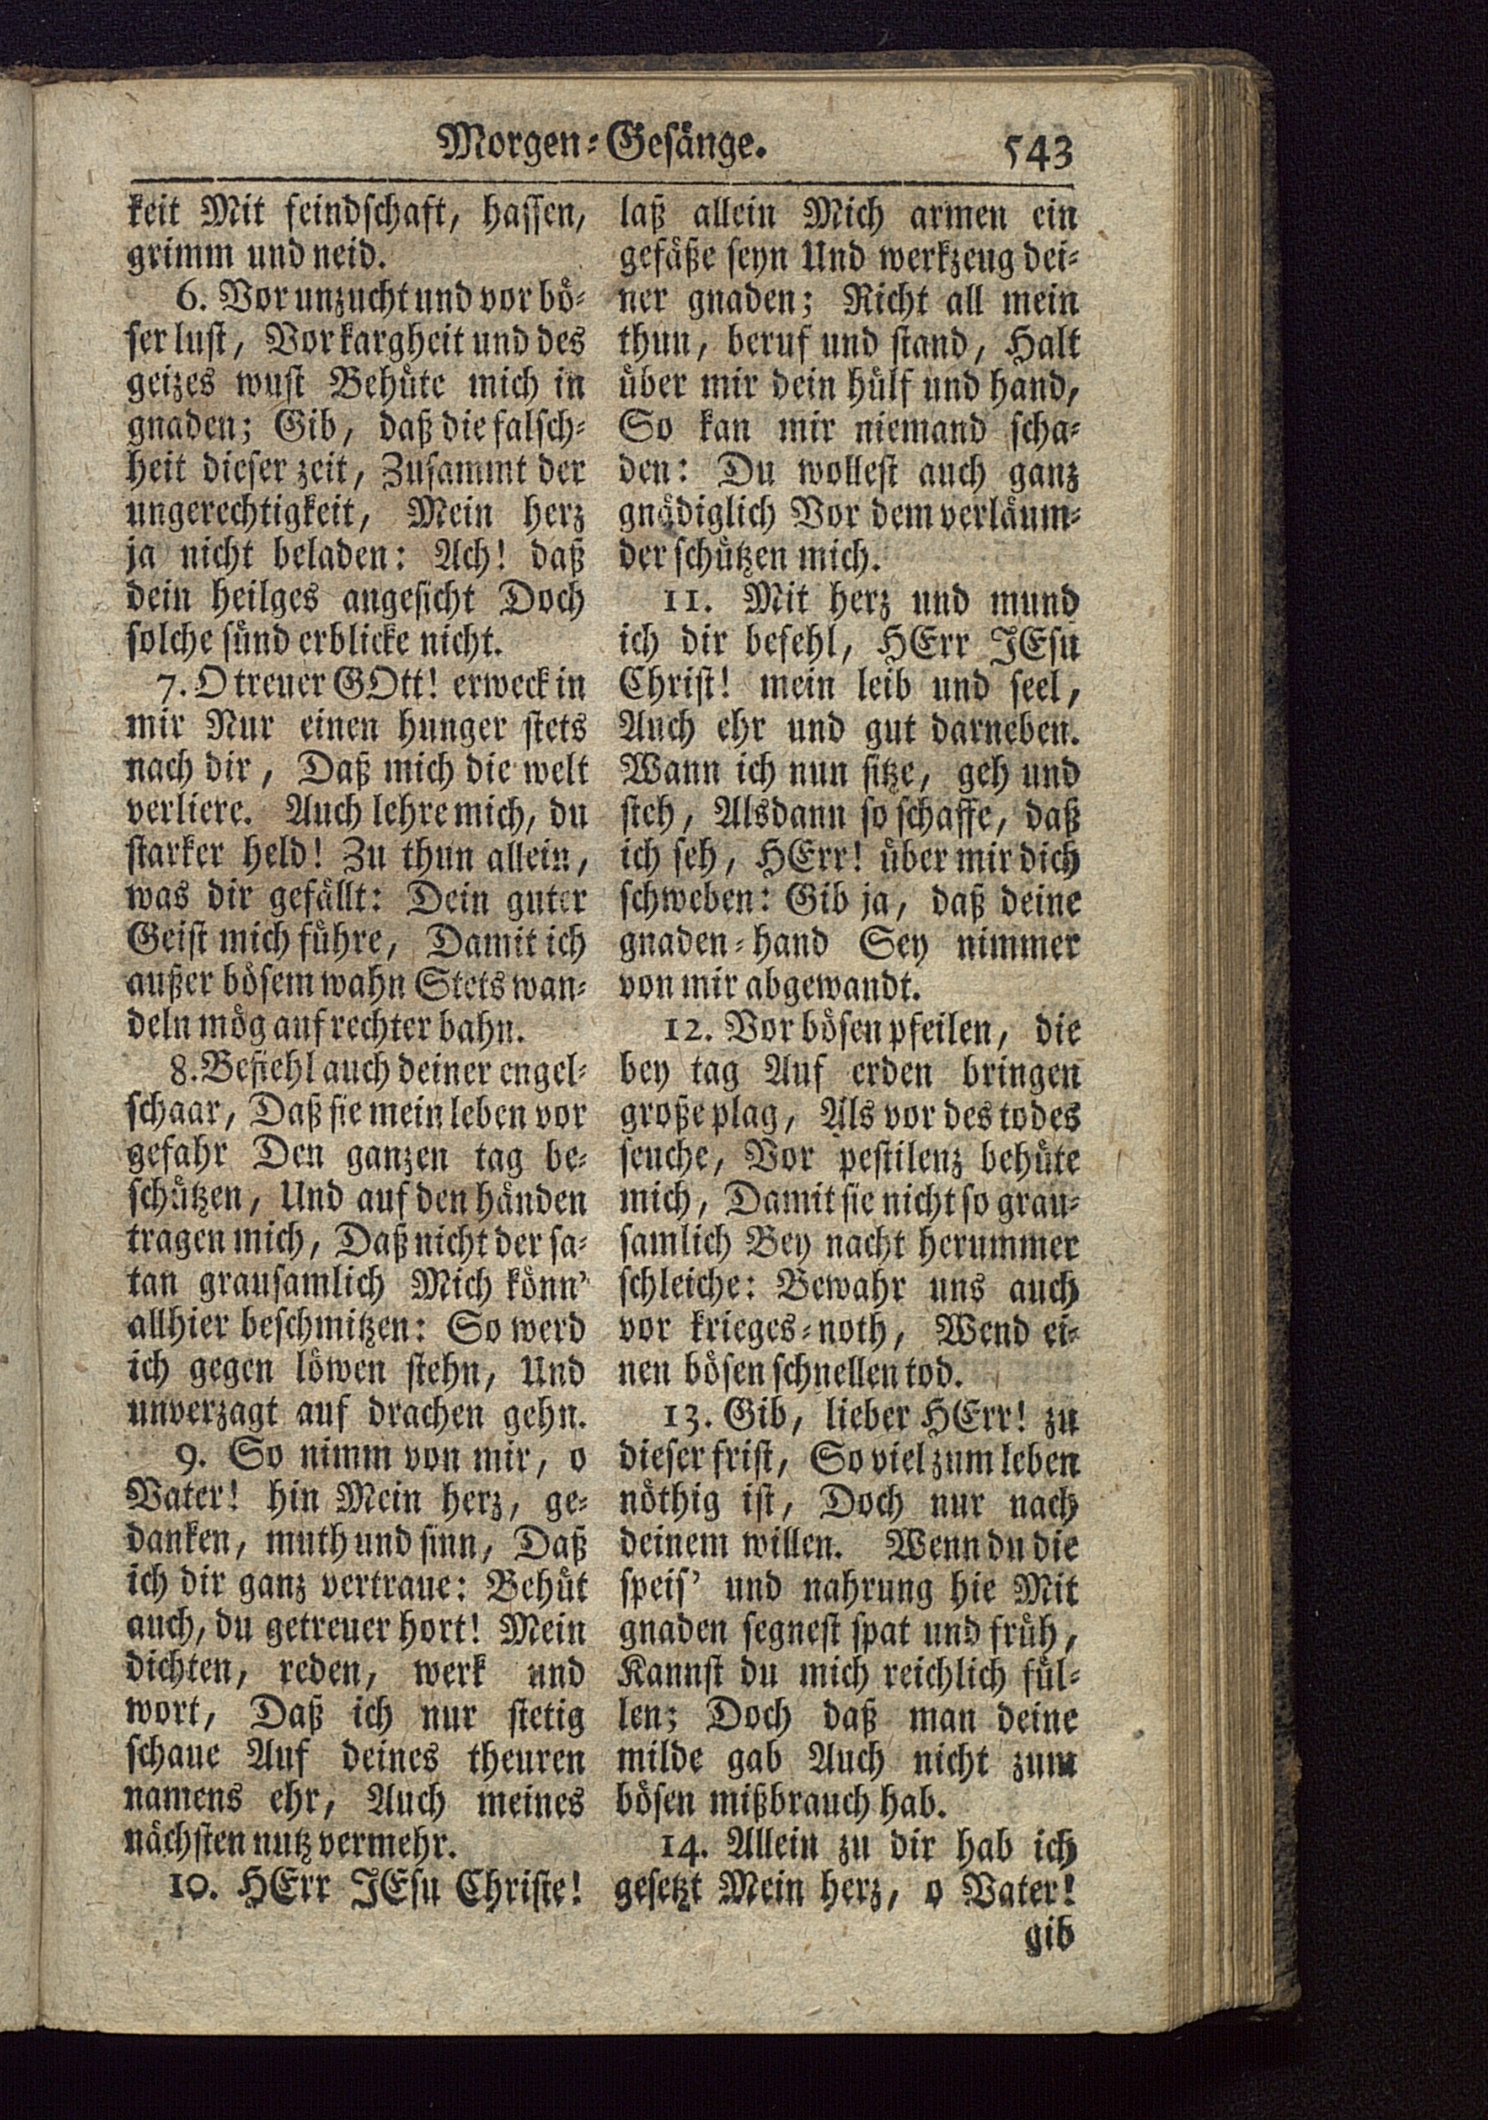 Morgen-Gesänge. 543
keit Mit feindschaft, hassen,
grimm und neid.
6. Vor unzucht und vor bö-
ser lust, Vor kargheit und des
geizes wust Behüte mich in
gnaden; Gib, daß die falsch-
heit dieser zeit, Zusammt der
ungerechtigkeit, Mein herz
ja nicht beladen: Ach! daß
dein heilges angesicht Doch
solche sünd erblicke nicht.
7. O treuer GOtt! erweck in
mir Nur einen hunger stets
nach dir, Daß mich die welt
verliere. Auch lehre mich, du
starker held! Zu thun allein,
was dir gefällt: Dein guter
Geist mich führe, Damit ich
außer bösem wahn Stets wan-
deln mög auf rechter bahn.
8. Befiehl auch deiner engel-
schaar, Daß sie mein leben vor
gefahr Den ganzen tag be-
schützen, Und auf den händen
tragen mich, Daß nicht der sa-
tan grausamlich Mich könn'
allhier beschmitzen: So werd
ich gegen löwen stehn, Und
unverzagt auf drachen gehn.
9. So nimm von mir, o
Vater! hin Mein herz, ge-
danken, muth und sinn, Daß
ich dir ganz vertraue: Behüt
auch, du getreuer hort! Mein
dichten, reden, werk und
wort, Daß ich nur stetig
schaue Auf deines theuren
namens ehr, Auch meines
nächsten nutz vermehr.
10. HErr JEsu Christe!
laß allein Mich armen ein
gefäße seyn Und werkzeug dei-
ner gnaden; Richt all mein
thun, beruf und stand, Halt
über mir dein hülf und hand,
So kan mir niemand scha-
den: Du wollest auch ganz
gnädiglich Vor dem verläum-
der schützen mich.
11. Mit herz und mund
ich dir befehl, HErr JEsu
Christ! mein leib und seel,
Auch ehr und gut darneben.
Wann ich nun sitze, geh und
steh, Alsdann so schaffe, daß
ich seh, HErr! über mir dich
schweben: Gib ja, daß deine
gnaden-hand Sey nimmer
von mir abgewandt.
12. Vor bösen pfeilen, die
bey tag Auf erden bringen
große plag, Als vor des todes
seuche, Vor pestilenz behüte
mich, Damit sie nicht so grau-
samlich Bey nacht herummer
schleiche: Bewahr uns auch
vor krieges-noth, Wend ei-
nen bösen schnellen tod.
13. Gib, lieber HErr! zu
dieser frist, So viel zum leben
nöthig ist, Doch nur nach
deinem willen. Wenn du die
speis' und nahrung hie Mit
gnaden segnest spat und früh,
Kannst du mich reichlich fül-
len; Doch daß man deine
milde gab Auch nicht zum
bösen mißbrauch hab.
14. Allein zu dir hab ich
gesetzt Mein herz, o Vater!
gib